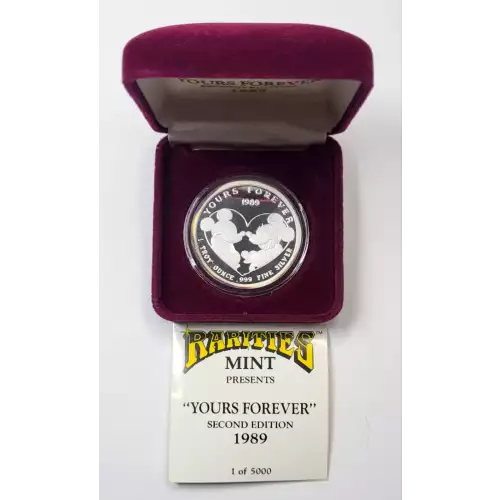 YOURS FOREVER
1989
YOURS FOREVER
1989
1 TROY OUNCE .999 FINE SILVER
RARITIES™
MINT
PRESENTS
"YOURS FOREVER"
SECOND EDITION
1989
1 of 5000